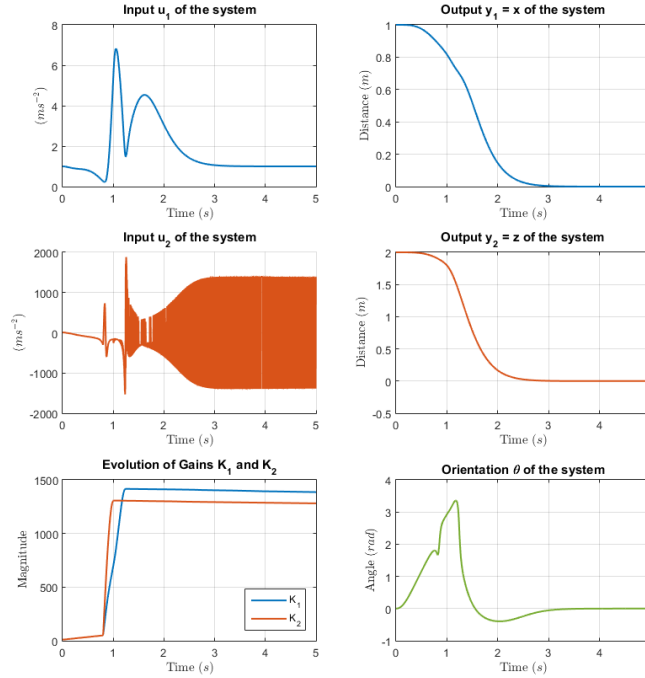 Input u₁ of the system
(ms⁻²)
8
6
4
2
0
0 1 2 3 4 5
Time (s)
Output y₁ = x of the system
Distance (m)
1
0.8
0.6
0.4
0.2
0
0 1 2 3 4
Time (s)
Input u₂ of the system
(ms⁻²)
2000
1000
0
-1000
-2000
0 1 2 3 4 5
Time (s)
Output y₂ = z of the system
Distance (m)
2
1.5
1
0.5
0
-0.5
0 1 2 3 4
Time (s)
Evolution of Gains K₁ and K₂
Magnitude
1500
1000
500
0
0 1 2 3 4 5
K₁
K₂
Time (s)
Orientation θ of the system
Angle (rad)
4
3
2
1
0
-1
0 1 2 3 4
Time (s)